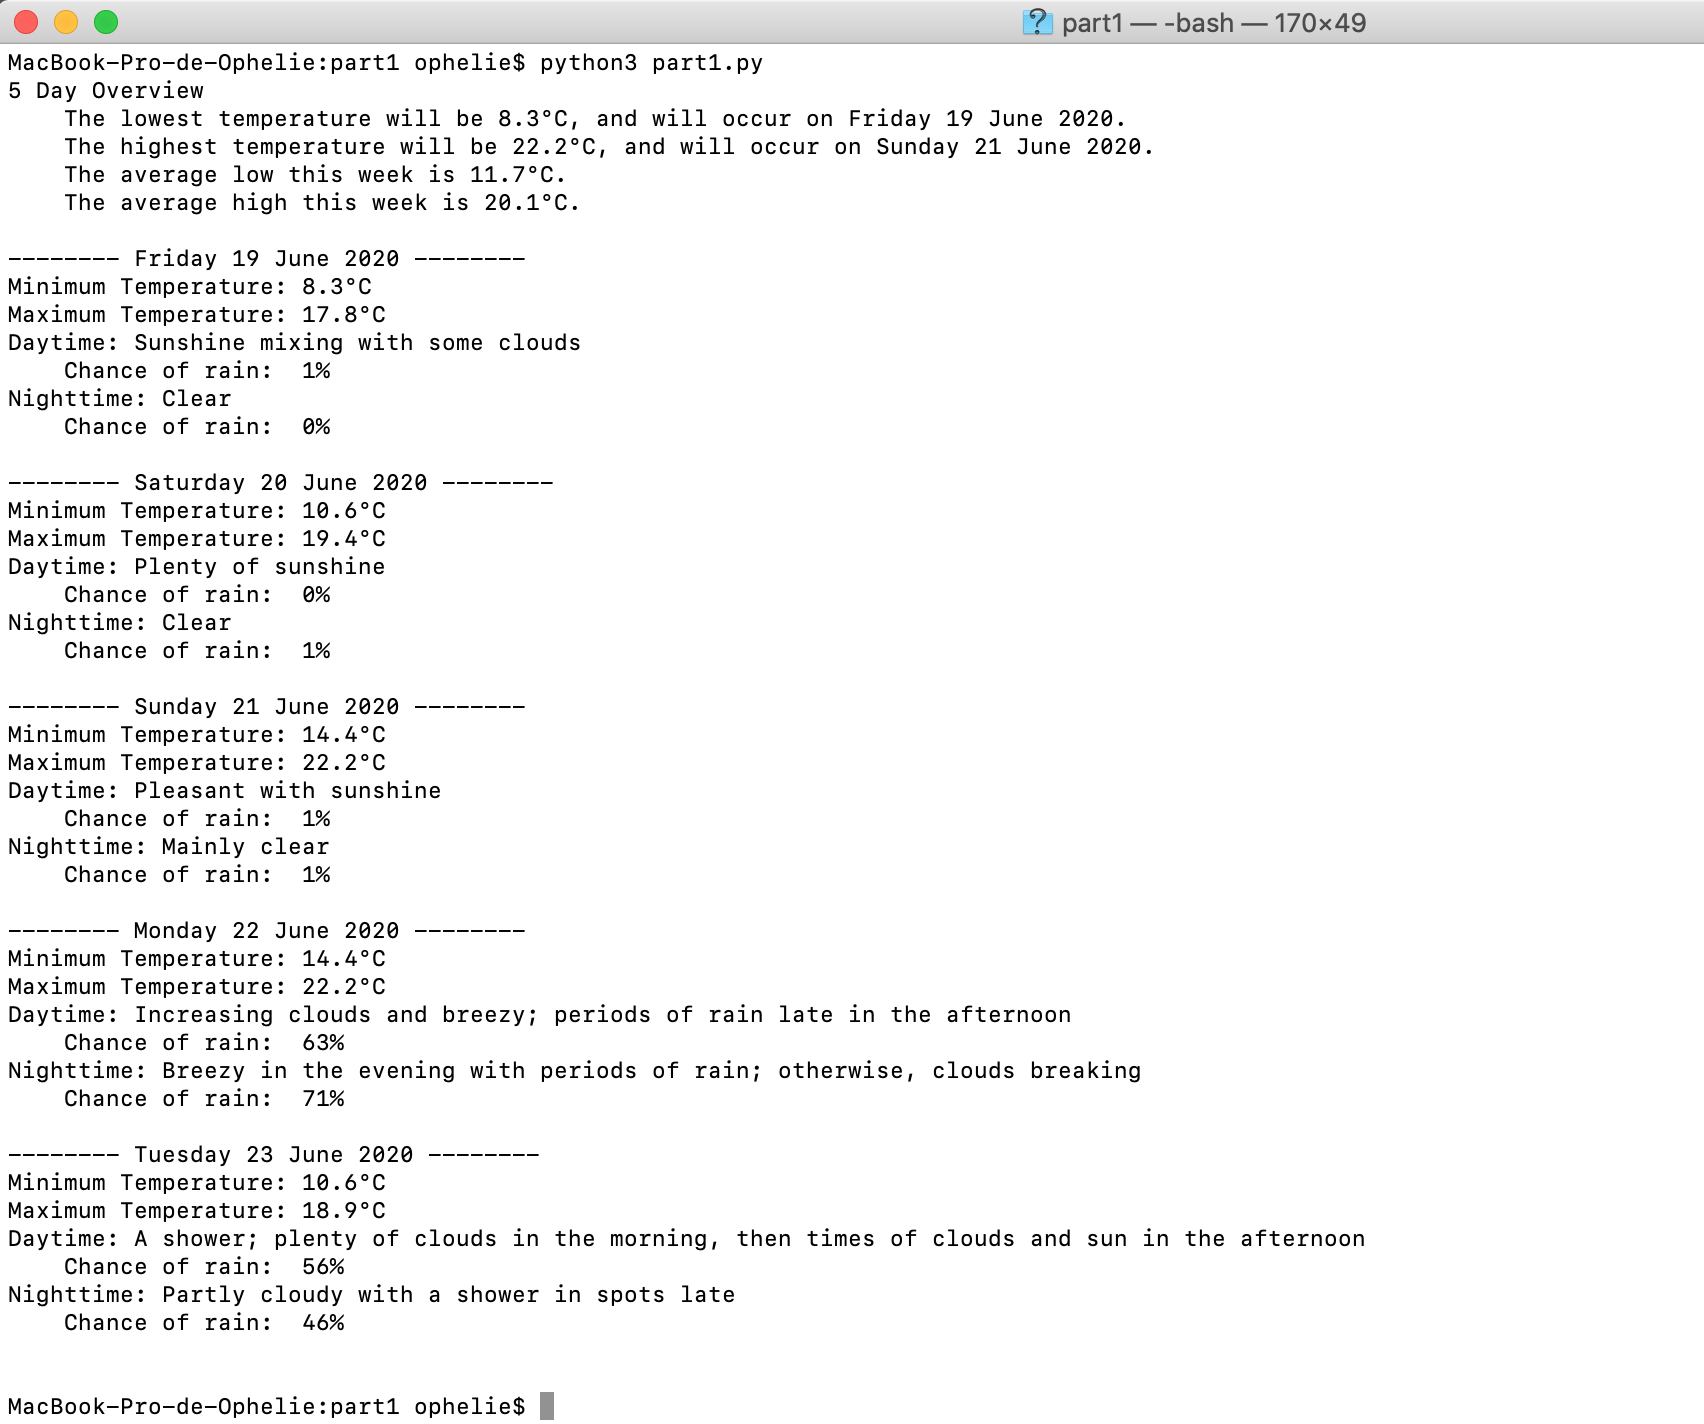 part1 — -bash — 170×49
MacBook-Pro-de-Ophelie:part1 ophelie$ python3 part1.py
5 Day Overview
    The lowest temperature will be 8.3°C, and will occur on Friday 19 June 2020.
    The highest temperature will be 22.2°C, and will occur on Sunday 21 June 2020.
    The average low this week is 11.7°C.
    The average high this week is 20.1°C.

-------- Friday 19 June 2020 --------
Minimum Temperature: 8.3°C
Maximum Temperature: 17.8°C
Daytime: Sunshine mixing with some clouds
    Chance of rain:  1%
Nighttime: Clear
    Chance of rain:  0%

-------- Saturday 20 June 2020 --------
Minimum Temperature: 10.6°C
Maximum Temperature: 19.4°C
Daytime: Plenty of sunshine
    Chance of rain:  0%
Nighttime: Clear
    Chance of rain:  1%

-------- Sunday 21 June 2020 --------
Minimum Temperature: 14.4°C
Maximum Temperature: 22.2°C
Daytime: Pleasant with sunshine
    Chance of rain:  1%
Nighttime: Mainly clear
    Chance of rain:  1%

-------- Monday 22 June 2020 --------
Minimum Temperature: 14.4°C
Maximum Temperature: 22.2°C
Daytime: Increasing clouds and breezy; periods of rain late in the afternoon
    Chance of rain:  63%
Nighttime: Breezy in the evening with periods of rain; otherwise, clouds breaking
    Chance of rain:  71%

-------- Tuesday 23 June 2020 --------
Minimum Temperature: 10.6°C
Maximum Temperature: 18.9°C
Daytime: A shower; plenty of clouds in the morning, then times of clouds and sun in the afternoon
    Chance of rain:  56%
Nighttime: Partly cloudy with a shower in spots late
    Chance of rain:  46%

MacBook-Pro-de-Ophelie:part1 ophelie$